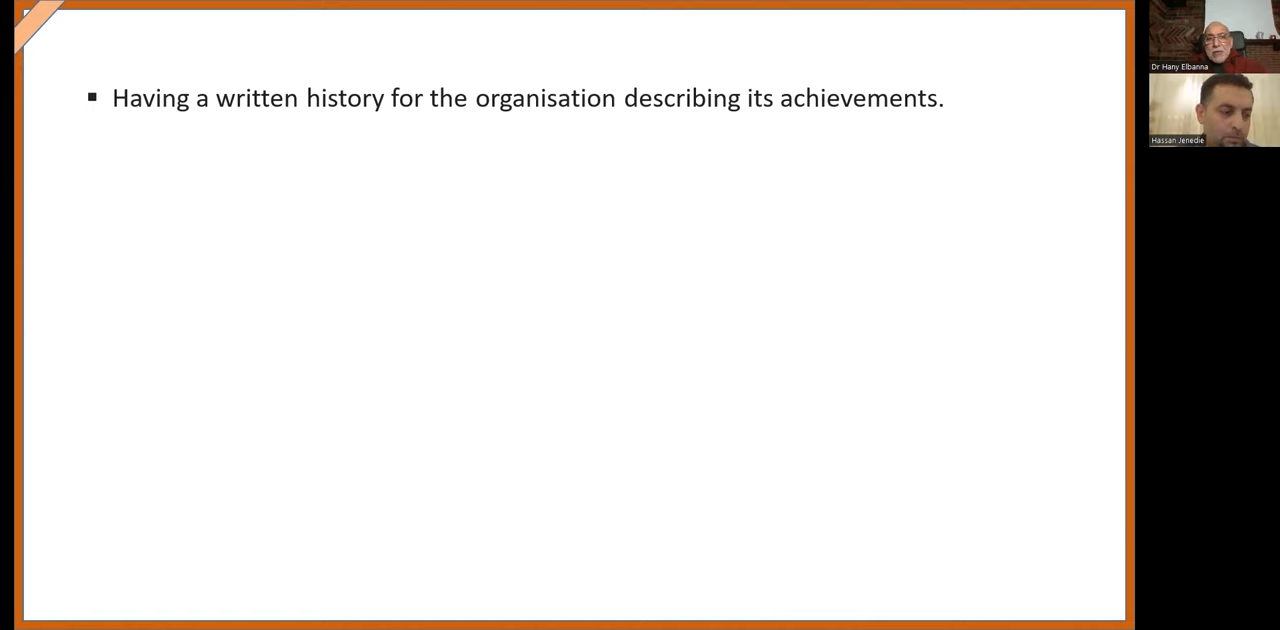 ▪ Having a written history for the organisation describing its achievements.
Dr Hany Elbanna
Hassan Jenedie